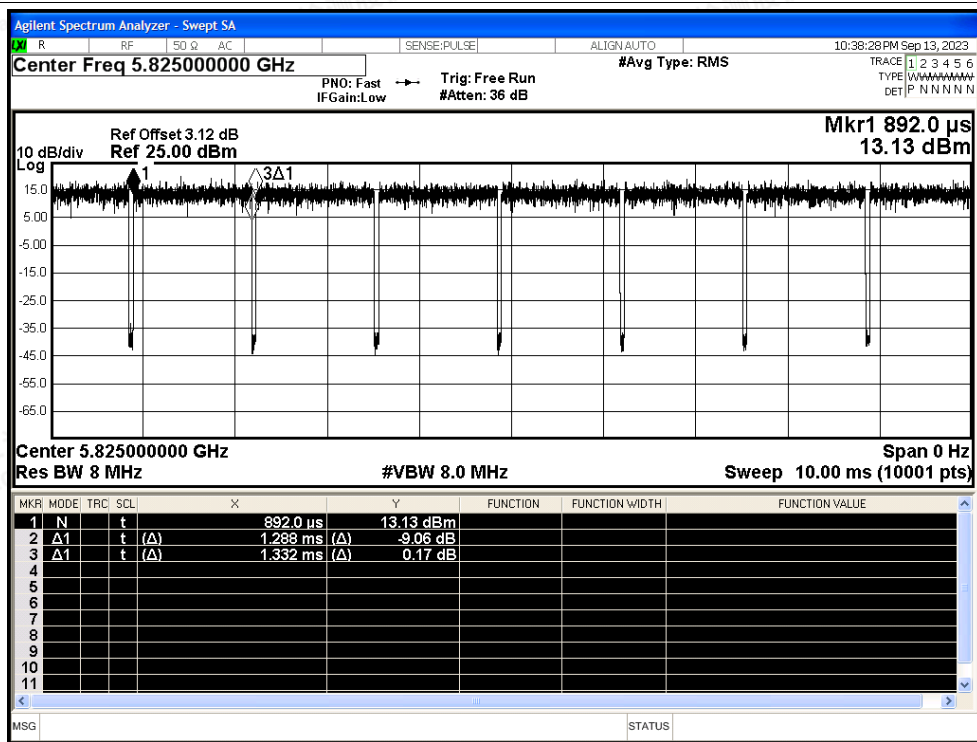 Agilent Spectrum Analyzer - Swept SA
LXI R RF 50 Ω AC SENSE:PULSE ALIGN AUTO 10:38:28 PM Sep 13, 2023
Center Freq 5.825000000 GHz
PNO: Fast
IFGain:Low
Trig: Free Run
#Atten: 36 dB
#Avg Type: RMS
TRACE 1 2 3 4 5 6
TYPE WWWWWW
DET P N N N N N
Ref Offset 3.12 dB
10 dB/div Ref 25.00 dBm
Mkr1 892.0 µs
13.13 dBm
Log
1
3Δ1
15.0
5.00
-5.00
-15.0
-25.0
-35.0
-45.0
-55.0
-65.0
Center 5.825000000 GHz Span 0 Hz
Res BW 8 MHz #VBW 8.0 MHz Sweep 10.00 ms (10001 pts)
MKR MODE TRC SCL X Y FUNCTION FUNCTION WIDTH FUNCTION VALUE
1 N t 892.0 µs 13.13 dBm
2 Δ1 t (Δ) 1.288 ms (Δ) -9.06 dB
3 Δ1 t (Δ) 1.332 ms (Δ) 0.17 dB
4
5
6
7
8
9
10
11
MSG STATUS